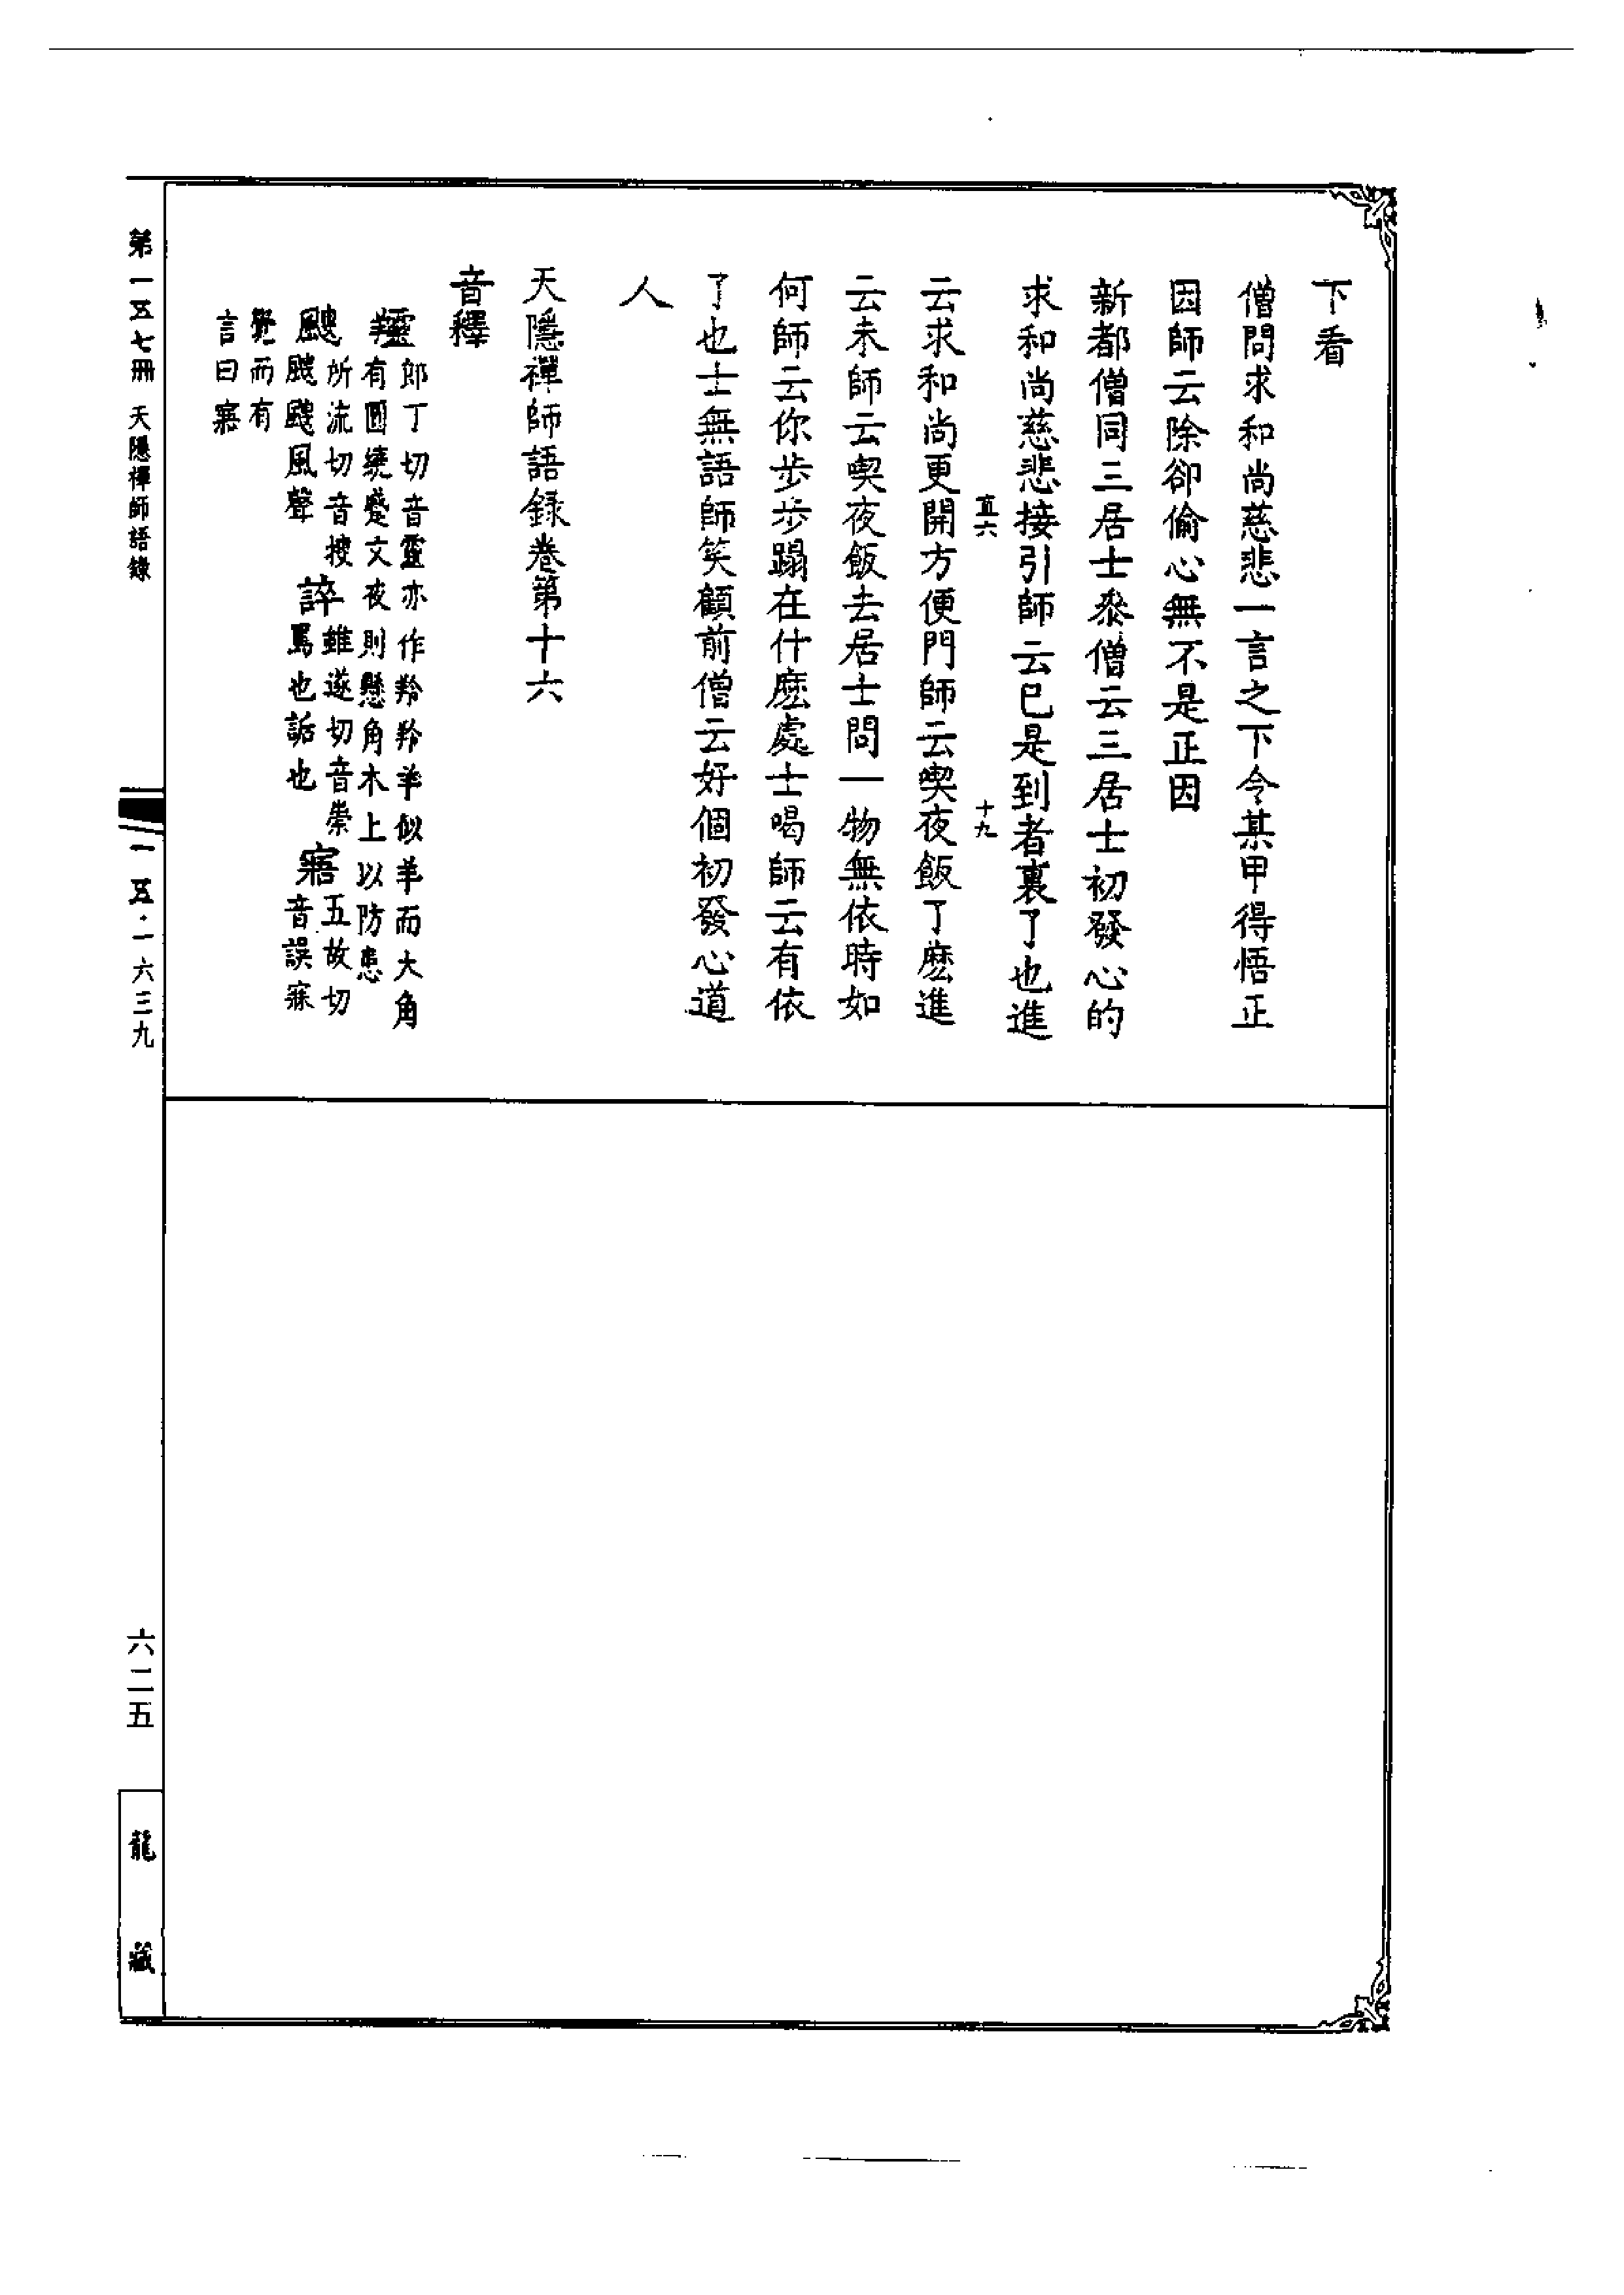 下看
僧問求和尚慈悲一言之下令某甲得悟正
因師云除卻偷心無不是正因
新都僧同三居士叅僧云三居士初發心的
求和尚慈悲接引師云已是到者裏了也進
直六　十九
云求和尚更開方便門師云喫夜飯了麽進
云未師云喫夜飯去居士問一物無依時如
何師云你步步蹋在什麽處士喝師云有依
了也士無語師笑顧前僧云好個初發心道
人
天隱禪師語録卷第十六
音釋
郎丁切音靈亦作羚羚羊似羊而大角
有圓繞蹙文夜則懸角木上以防患
颼所流切音搜
颼颼風聲
誶雖遂切音祟
罵也詬也
寤五故切
音誤寐
覺而有
言曰寤
第一五七冊　天隱禪師語錄
一五·一六三九
六二五
龍藏